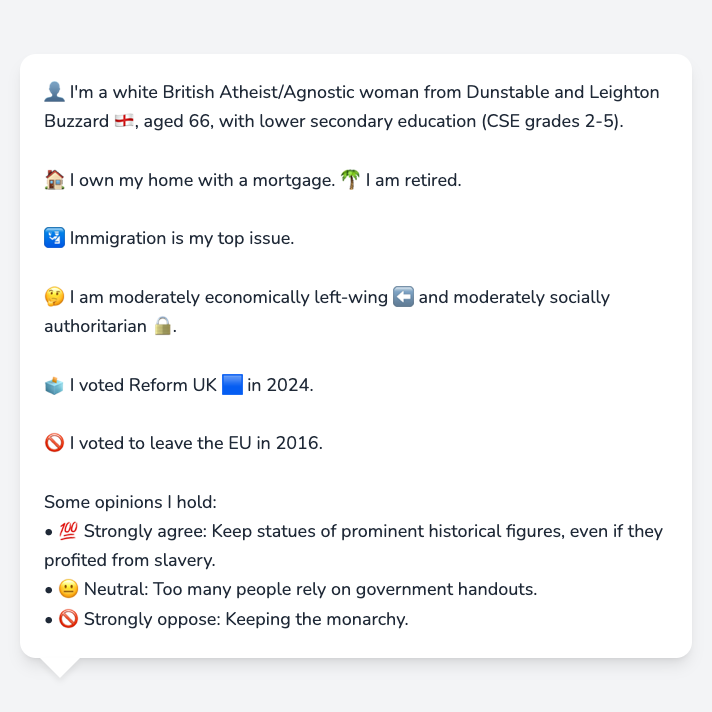 👤 I'm a white British Atheist/Agnostic woman from Dunstable and Leighton
Buzzard 🏴󠁧󠁢󠁥󠁮󠁧󠁿, aged 66, with lower secondary education (CSE grades 2-5).
🏠 I own my home with a mortgage. 🌴 I am retired.
🛂 Immigration is my top issue.
🤔 I am moderately economically left-wing ⬅️ and moderately socially
authoritarian 🔒.
🗳️ I voted Reform UK 🟦 in 2024.
🚫 I voted to leave the EU in 2016.
Some opinions I hold:
• 💯 Strongly agree: Keep statues of prominent historical figures, even if they
profited from slavery.
• 😐 Neutral: Too many people rely on government handouts.
• 🚫 Strongly oppose: Keeping the monarchy.